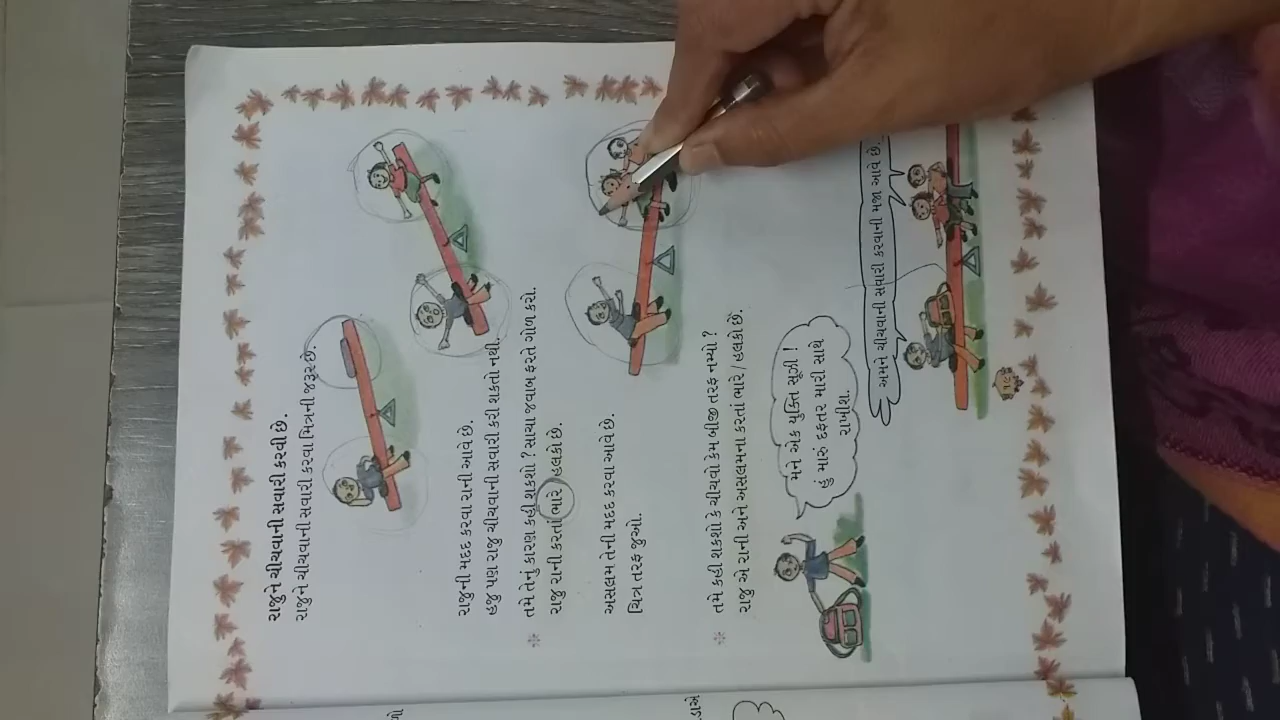 રાજુને ચીચવાની સવારી કરવી છે.
રાજુને ચીચવાની સવારી કરવા મિત્રની જરૂર છે.
રાજુની મદદ કરવા રાની આવે છે.
હજુ પણ રાજુ ચીચવાની સવારી કરી શકતો નથી.
તમે તેનું કારણ કહી શકશો ? સાચા જવાબ ફરતે ગોળ કરો.
રાજુ રાની કરતાં ભારે/હલકો છે.
અસલમ તેની મદદ કરવા આવે છે.
ચિત્ર તરફ જુઓ.
તમે કહી શકશો કે ચીચવો કેમ બીજી તરફ નમ્યો ?
રાજુ એ રાની અને અસલમના કરતાં ભારે/હલકો છે.
મને એક યુક્તિ સૂઝી !
હું મારું દફતર મારી સાથે
રાખીશ.
અમને ચીચવાની સવારી કરવાની મજા આવે છે.